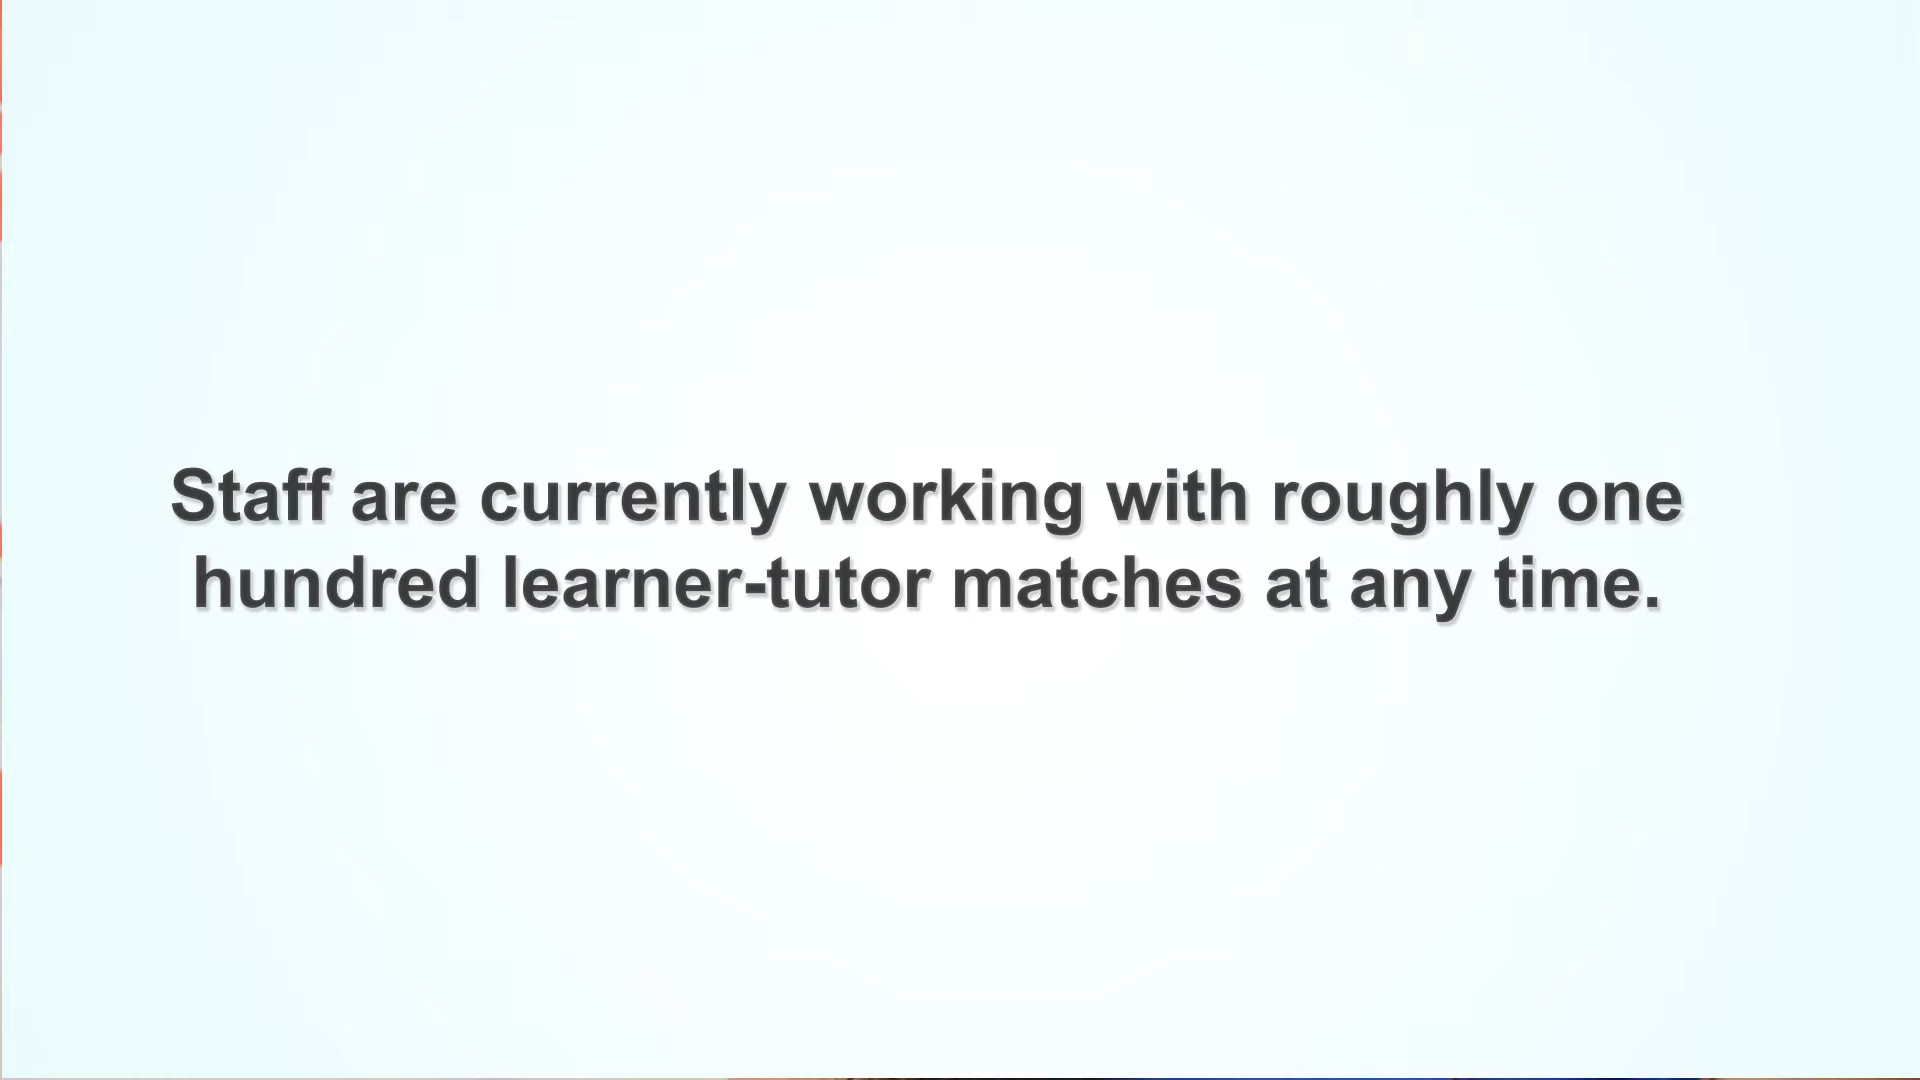 Staff are currently working with roughly one
hundred learner-tutor matches at any time.